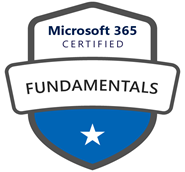 Microsoft 365
CERTIFIED
FUNDAMENTALS